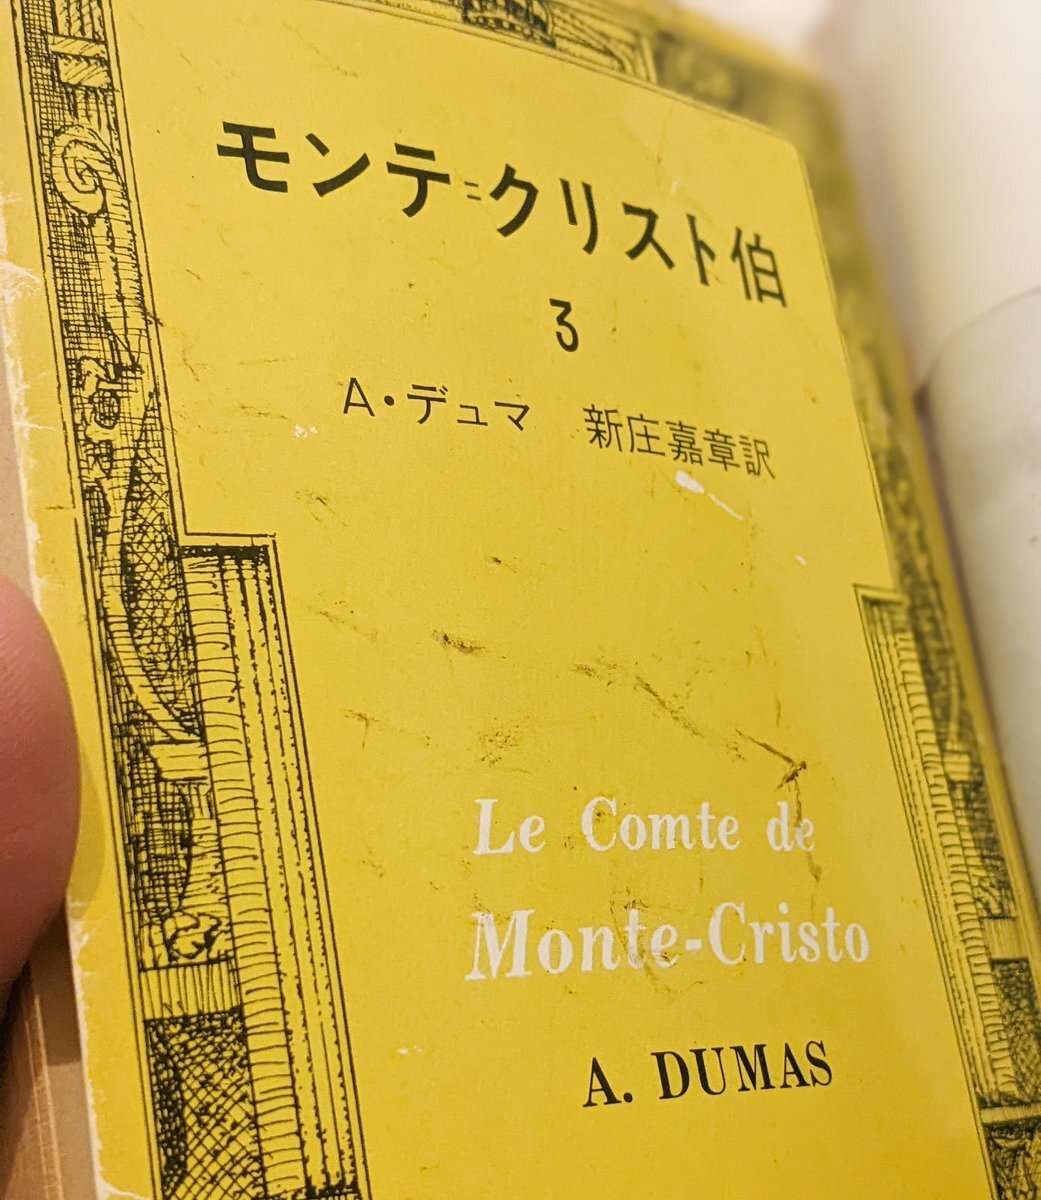 モンテ=クリスト伯
3
A・デュマ 新庄嘉章訳
Le Comte de
Monte-Cristo
A. DUMAS